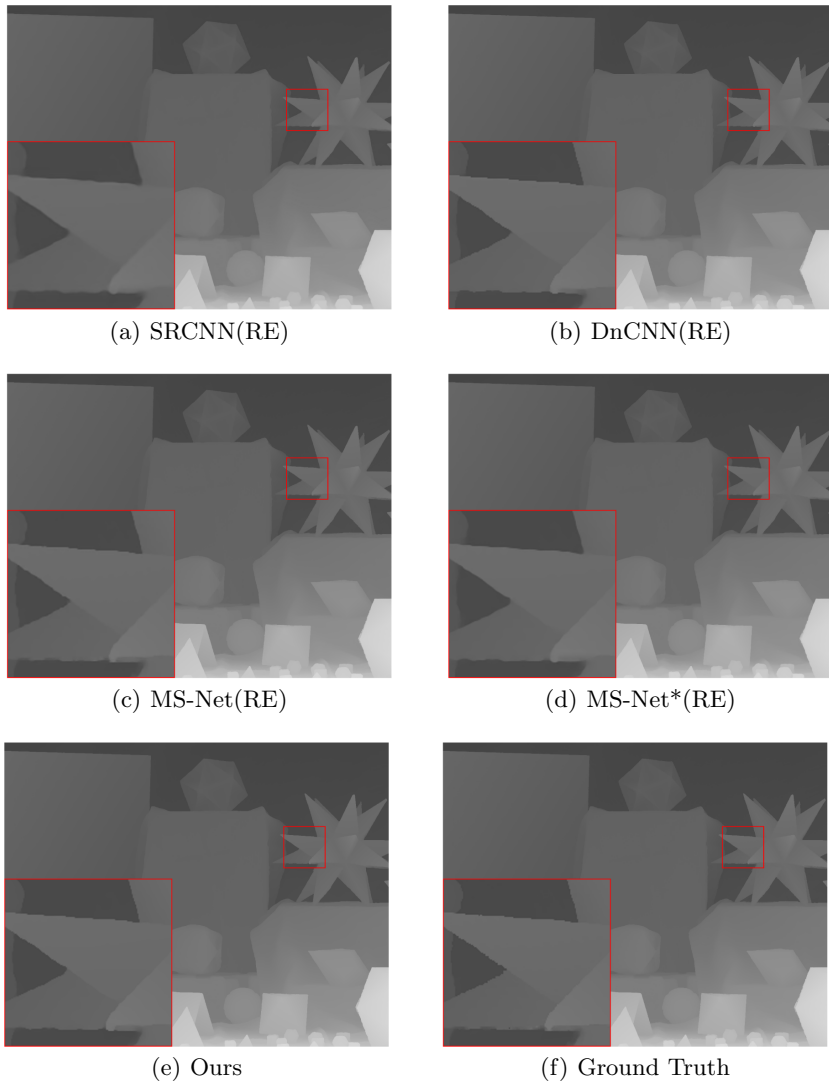 (a) SRCNN(RE)
(b) DnCNN(RE)
(c) MS-Net(RE)
(d) MS-Net*(RE)
(e) Ours
(f) Ground Truth